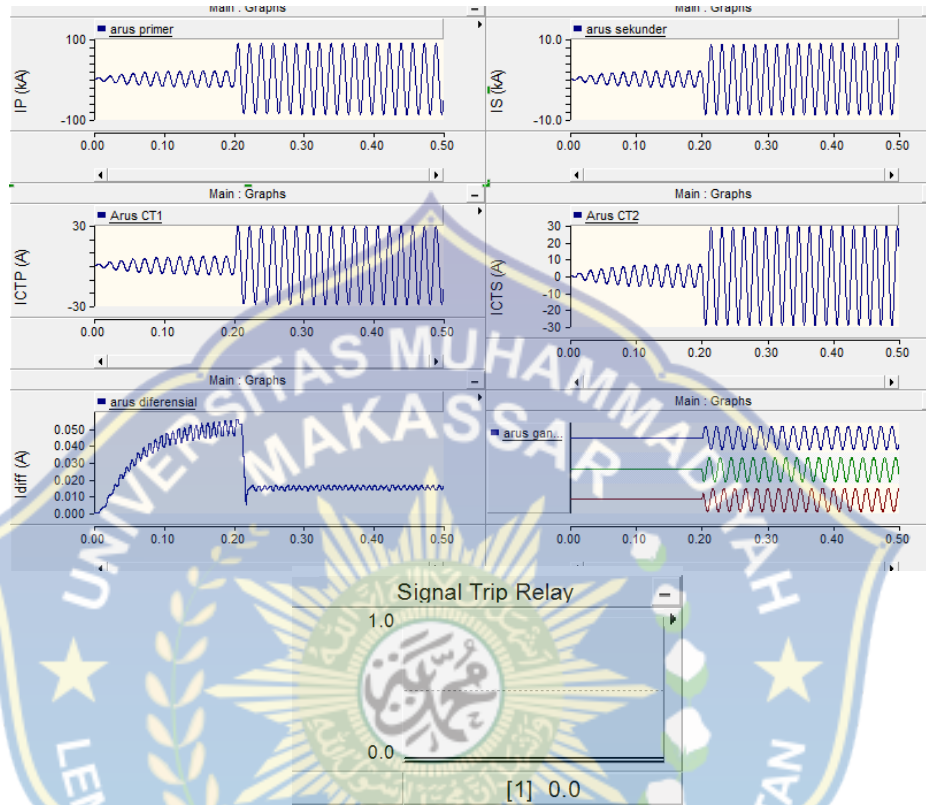 Main : Graphs
arus primer
100
IP (kA)
-100
0.00 0.10 0.20 0.30 0.40 0.50
Main : Graphs
arus sekunder
10.0
IS (kA)
-10.0
0.00 0.10 0.20 0.30 0.40 0.50
Main : Graphs
Arus CT1
30
ICTP (A)
-30
0.00 0.10 0.20 0.30 0.40 0.50
Main : Graphs
Arus CT2
30
20
10
0
-10
-20
-30
ICTS (A)
0.00 0.10 0.20 0.30 0.40 0.50
Main : Graphs
arus diferensial
0.050
0.040
0.030
0.020
0.010
0.000
Idiff (A)
0.00 0.10 0.20 0.30 0.40 0.50
Main : Graphs
arus gan...
0.00 0.10 0.20 0.30 0.40 0.50
Signal Trip Relay
1.0
0.0
[1] 0.0
UNIVERSITAS MUHAMMADIYAH
MAKASSAR
LEM
TAN